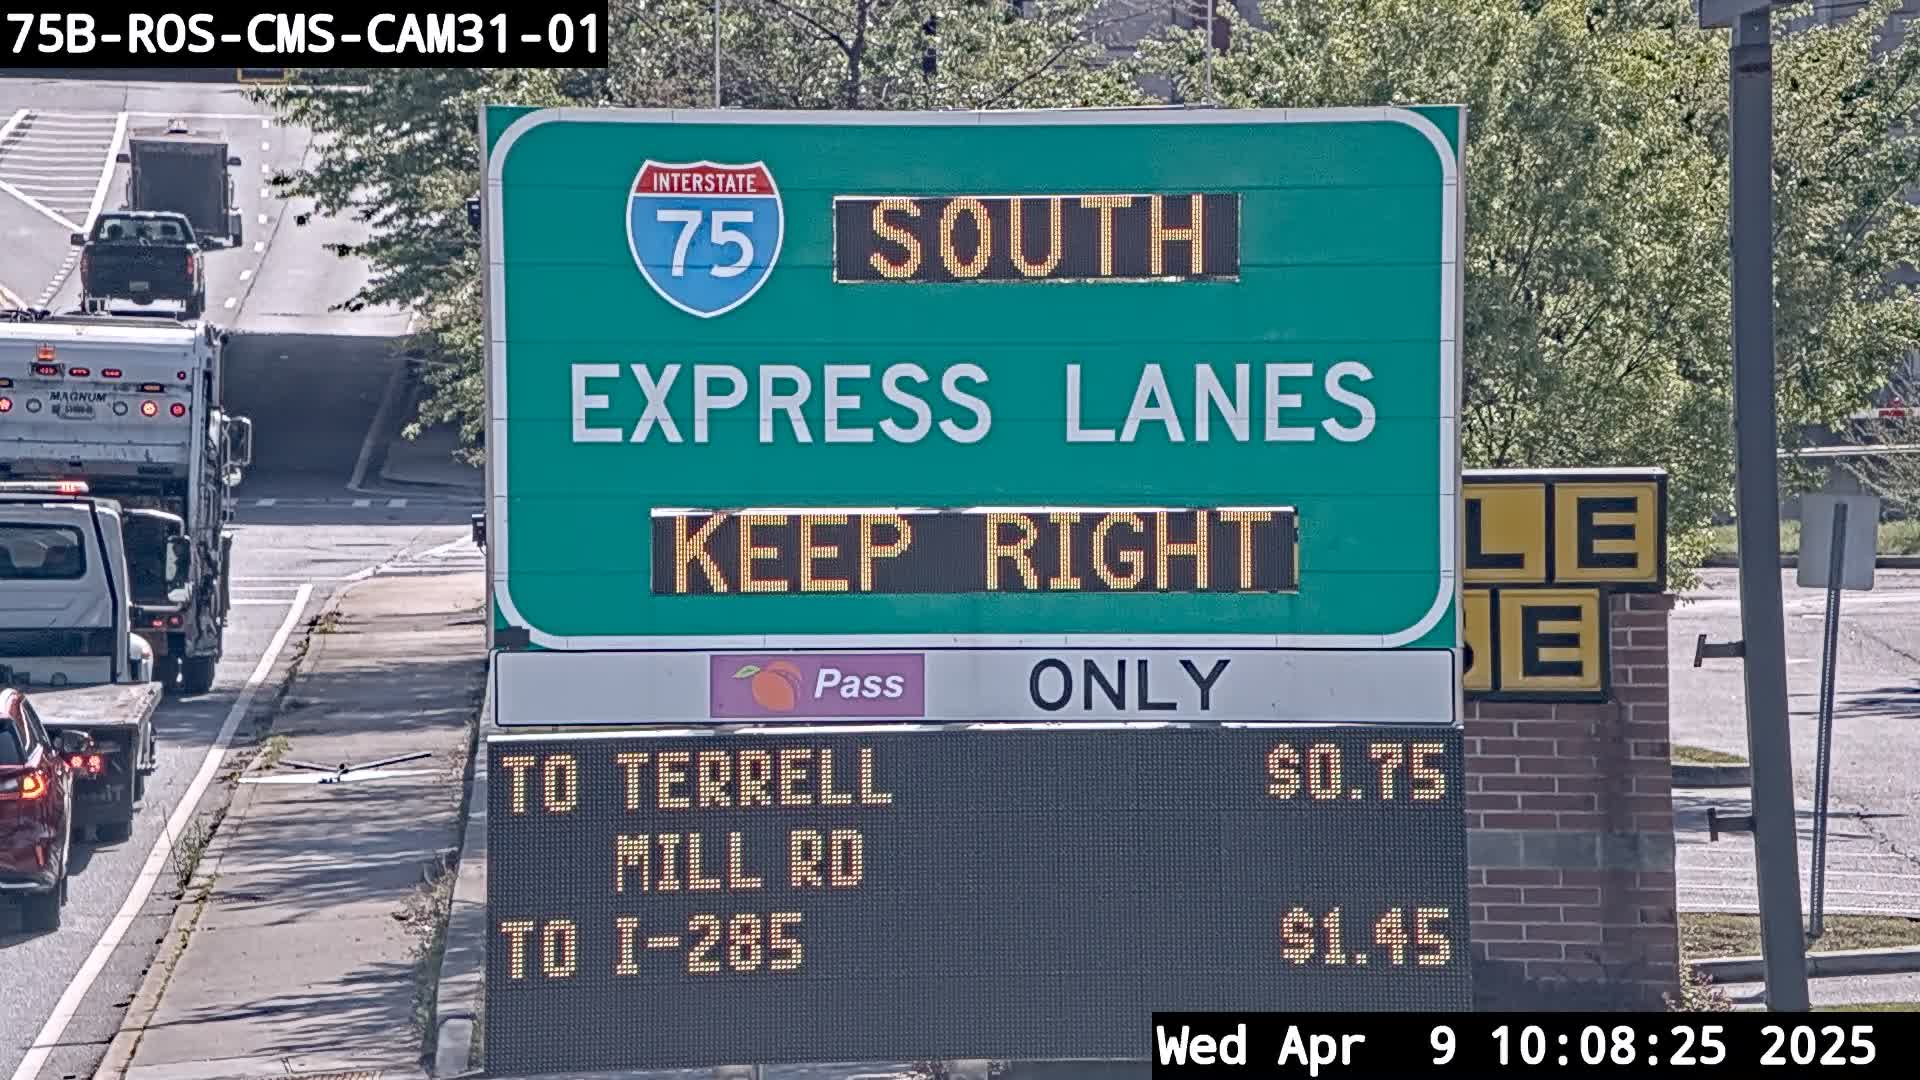 75B-ROS-CMS-CAM31-01
INTERSTATE
75
SOUTH
EXPRESS LANES
KEEP RIGHT
Pass ONLY
TO TERRELL $0.75
MILL RD
TO I-285 $1.45
MAGNUM
LE
E
Wed Apr 9 10:08:25 2025